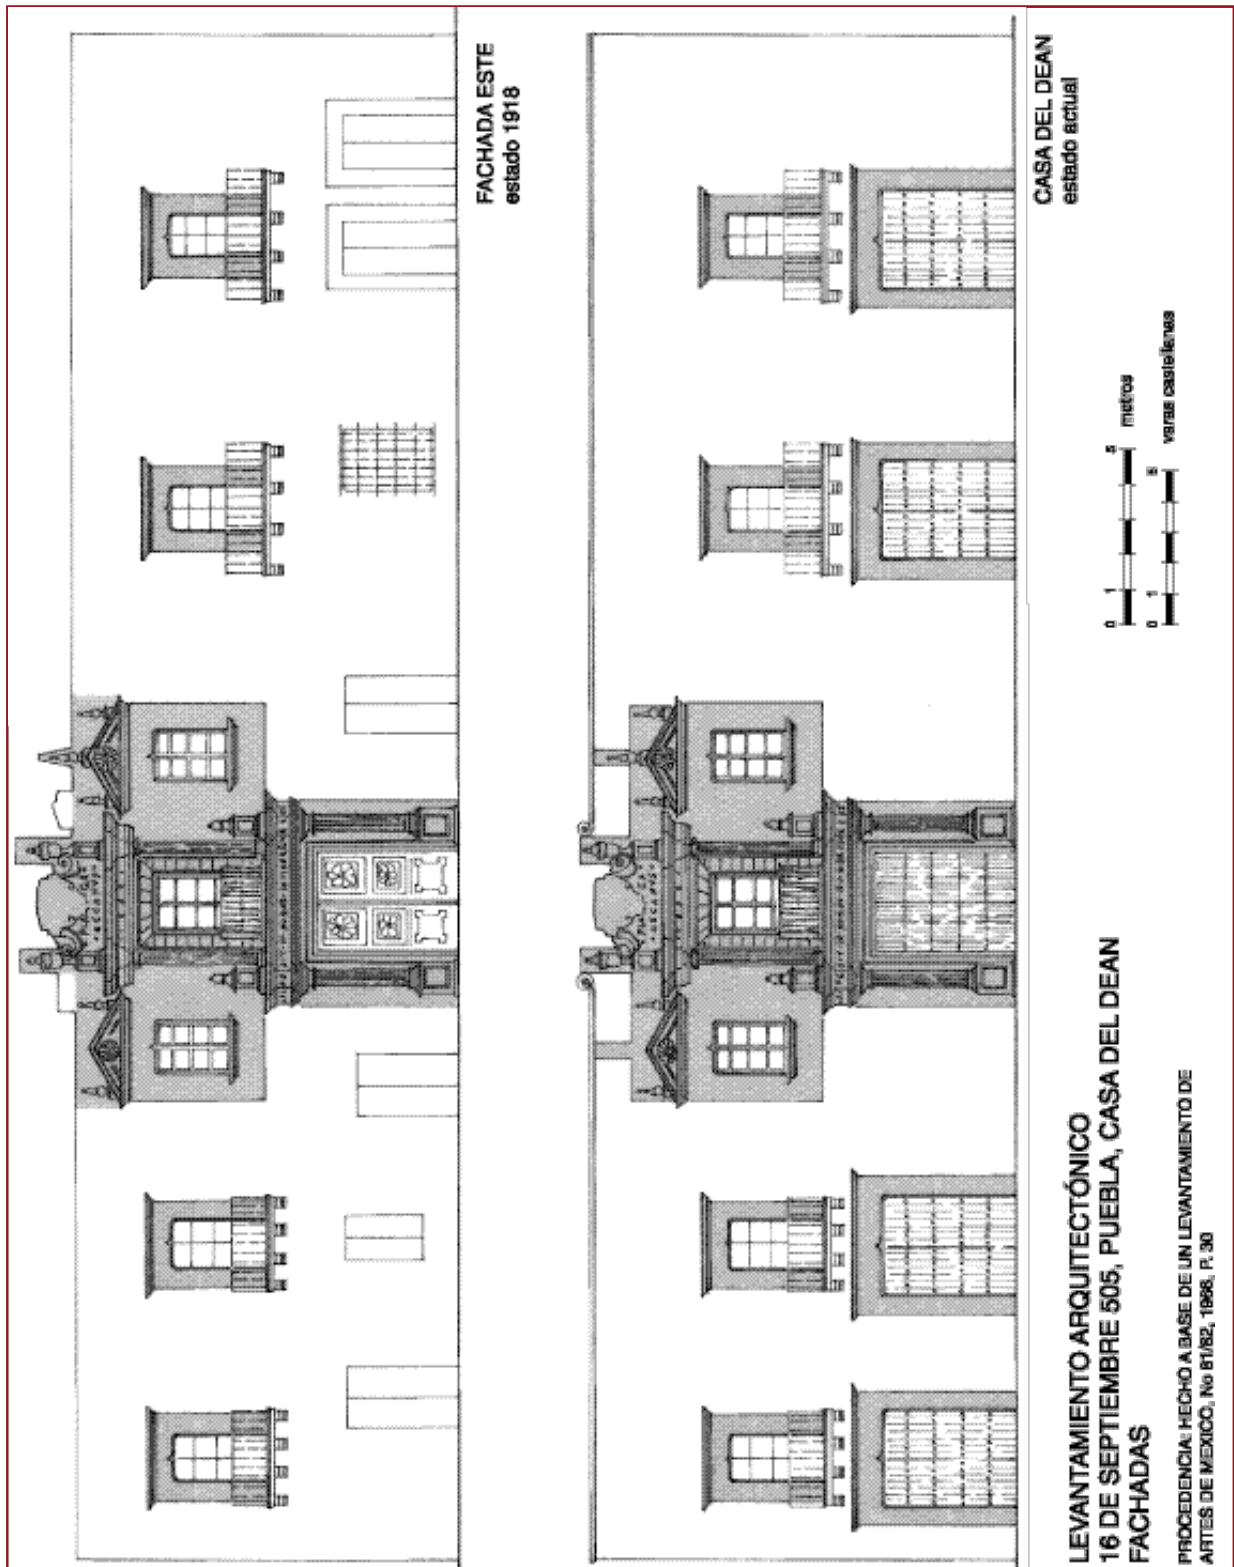 FACHADA ESTE
estado 1918
CASA DEL DEAN
estado actual
0 1 5 metros
0 1 5 varas castellanas
LEVANTAMIENTO ARQUITECTÓNICO
16 DE SEPTIEMBRE 505, PUEBLA, CASA DEL DEAN
FACHADAS
PROCEDENCIA: HECHO A BASE DE UN LEVANTAMIENTO DE
ARTES DE MEXICO, No 81/82, 1966, P. 30